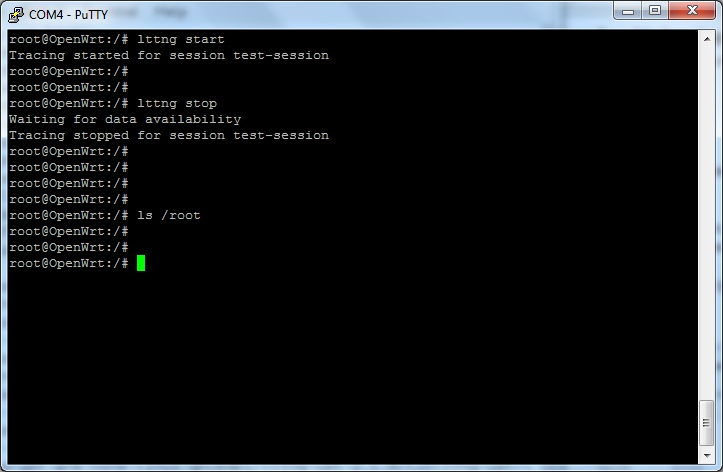 COM4 - PuTTY
root@OpenWrt:/# lttng start
Tracing started for session test-session
root@OpenWrt:/#
root@OpenWrt:/#
root@OpenWrt:/# lttng stop
Waiting for data availability
Tracing stopped for session test-session
root@OpenWrt:/#
root@OpenWrt:/#
root@OpenWrt:/#
root@OpenWrt:/#
root@OpenWrt:/# ls /root
root@OpenWrt:/#
root@OpenWrt:/#
root@OpenWrt:/#